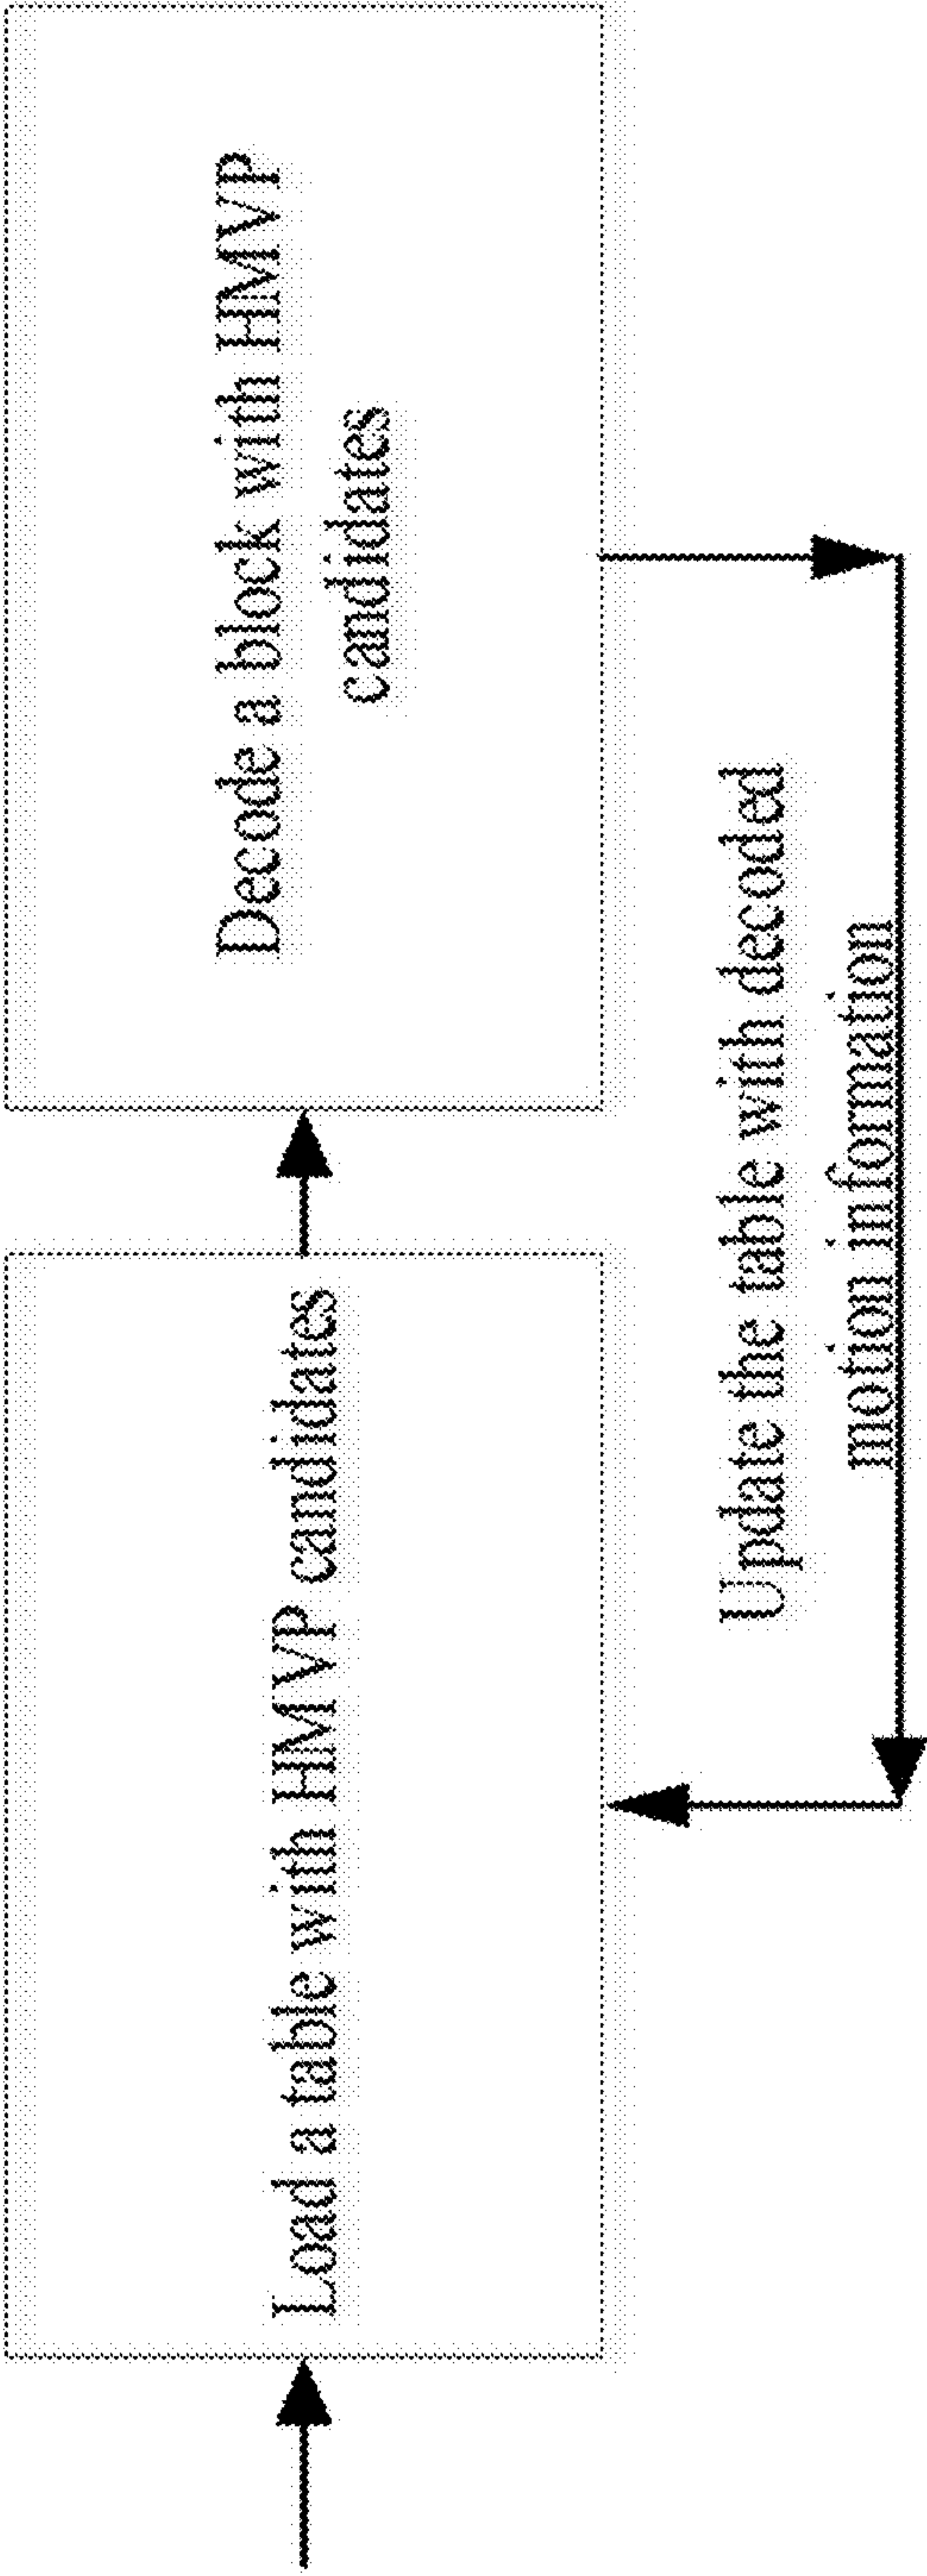 Load a table with HMVP candidates
Decode a block with HMVP
candidates
Update the table with decoded
motion information